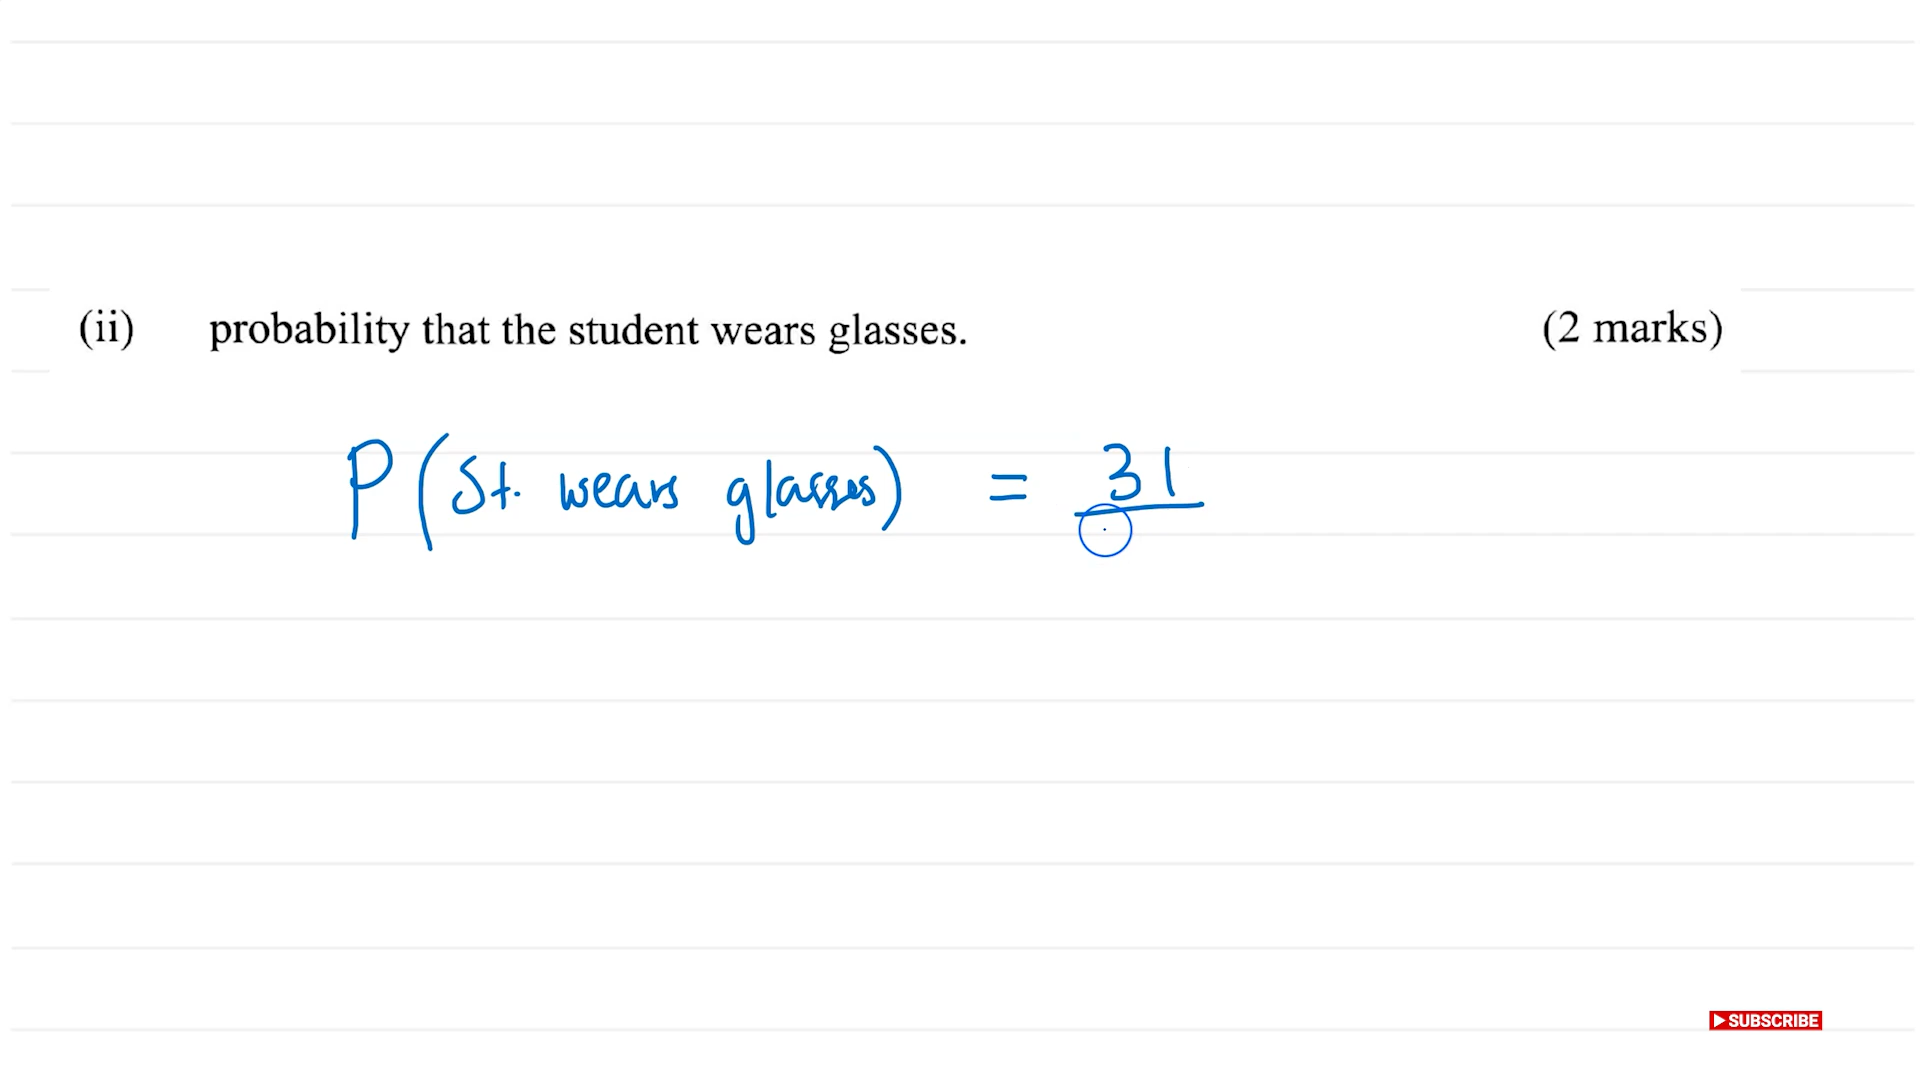 (ii) probability that the student wears glasses. (2 marks)
P(St. wears glasses) = 31
SUBSCRIBE